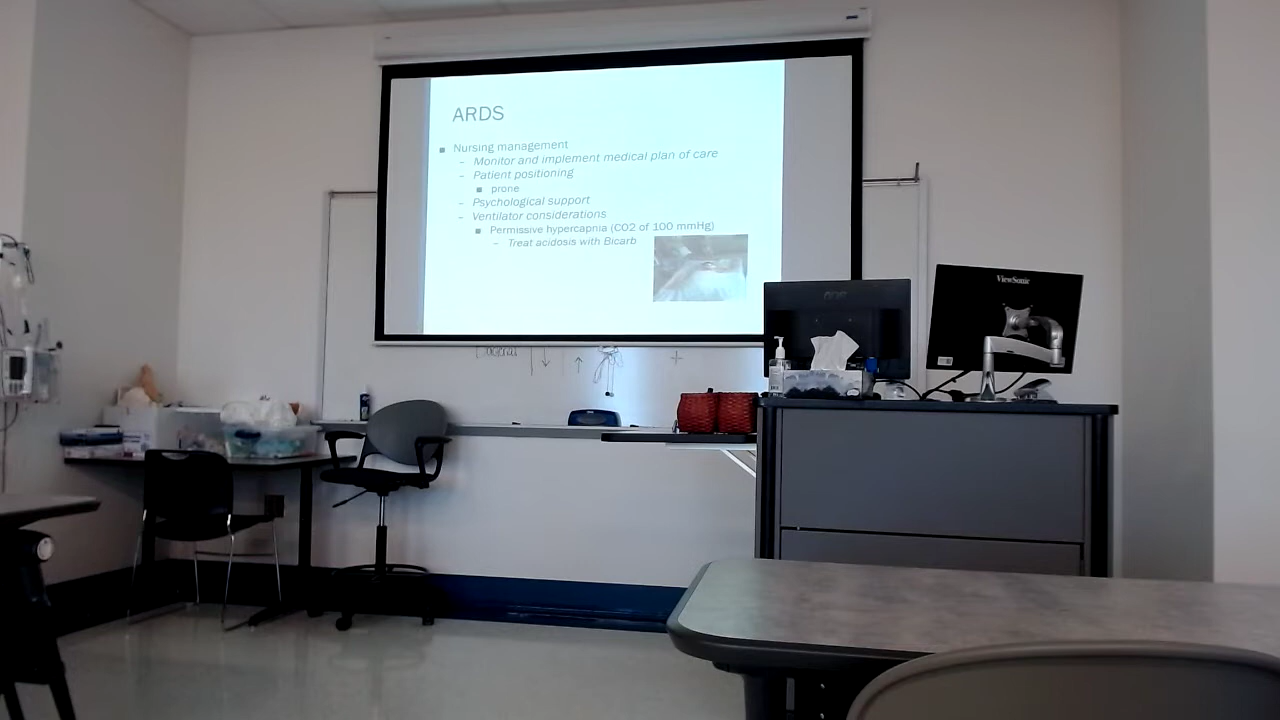 ARDS
■ Nursing management
– Monitor and implement medical plan of care
– Patient positioning
■ prone
– Psychological support
– Ventilator considerations
■ Permissive hypercapnia (CO2 of 100 mmHg)
– Treat acidosis with Bicarb
↓ ↑ +
ViewSonic